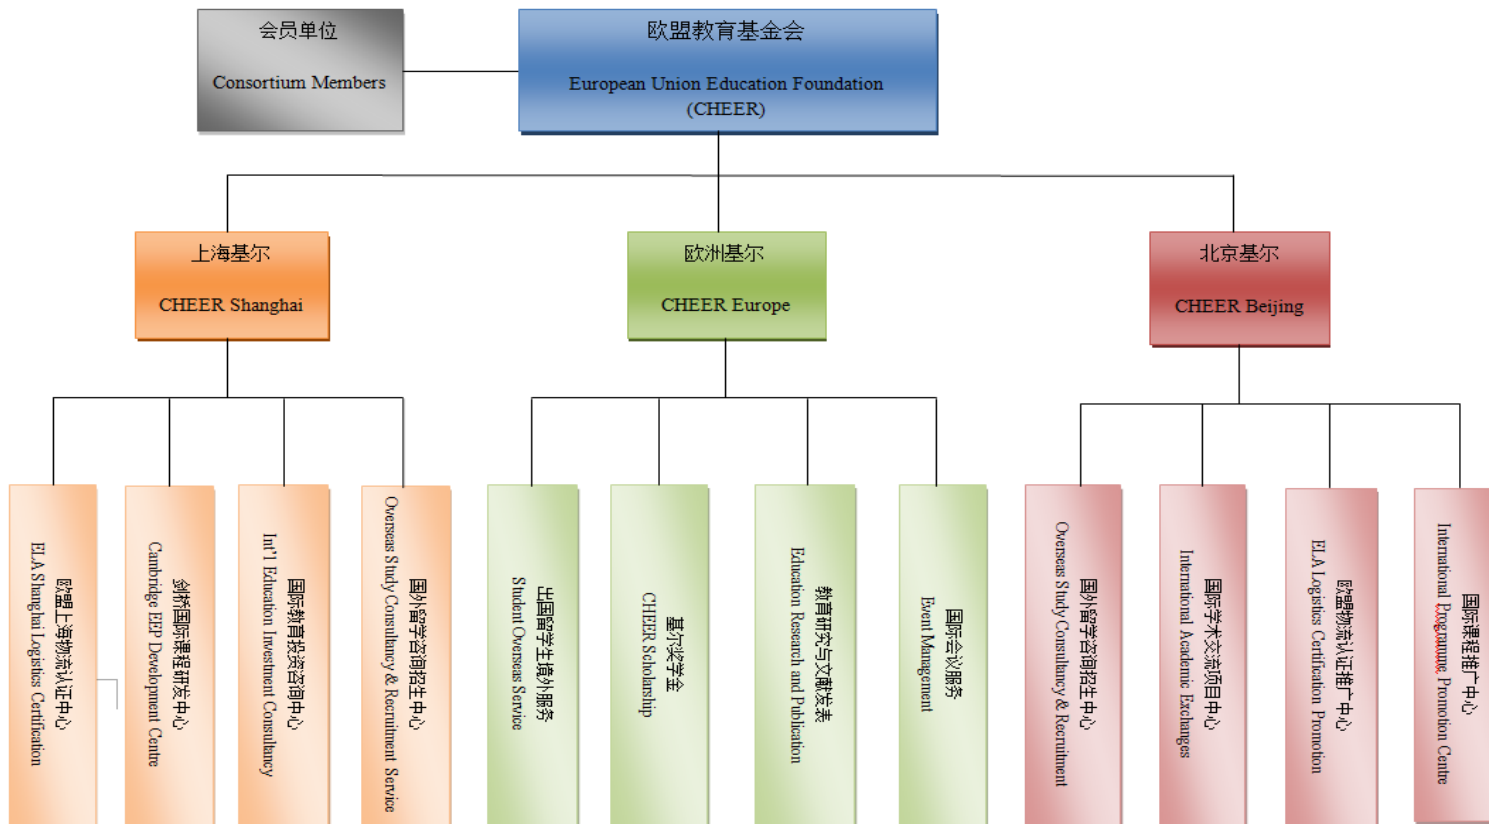 会员单位
Consortium Members
欧盟教育基金会
European Union Education Foundation
(CHEER)
上海基尔
CHEER Shanghai
欧洲基尔
CHEER Europe
北京基尔
CHEER Beijing
欧盟上海物流认证中心
ELA Shanghai Logistics Certification
剑桥国际课程研发中心
Cambridge EEP Development Centre
国际教育投资咨询中心
Int'l Education Investment Consultancy
国外留学咨询招生中心
Overseas Study Consultancy & Recruitment Service
出国留学生境外服务
Student Overseas Service
基尔奖学金
CHEER Scholarship
教育研究与文献发表
Education Research and Publication
国际会议服务
Event Management
国外留学咨询招生中心
Overseas Study Consultancy & Recruitment
国际学术交流项目中心
International Academic Exchanges
欧盟物流认证推广中心
ELA Logistics Certification Promotion
国际课程推广中心
International Programme Promotion Centre